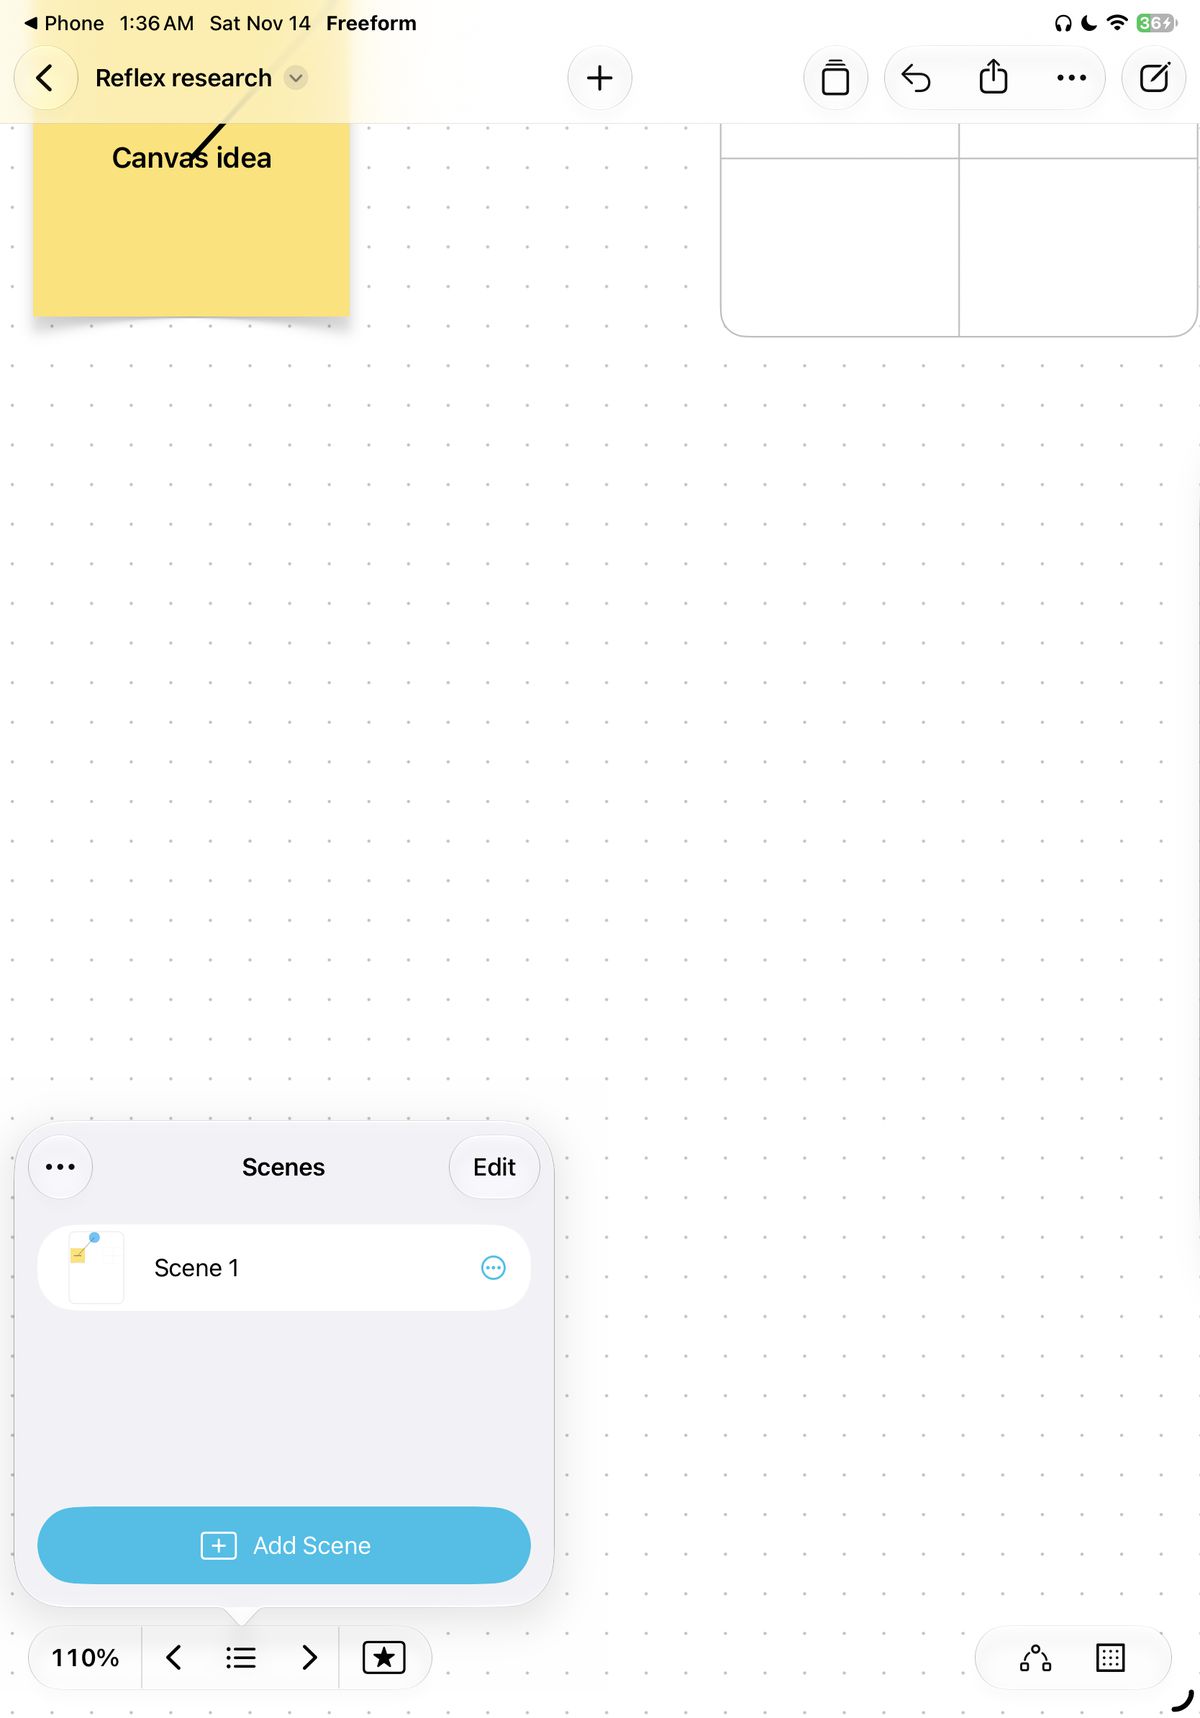 Phone 1:36 AM Sat Nov 14 Freeform
36
Reflex research
Canvas idea
Scenes
Edit
Scene 1
Add Scene
110%